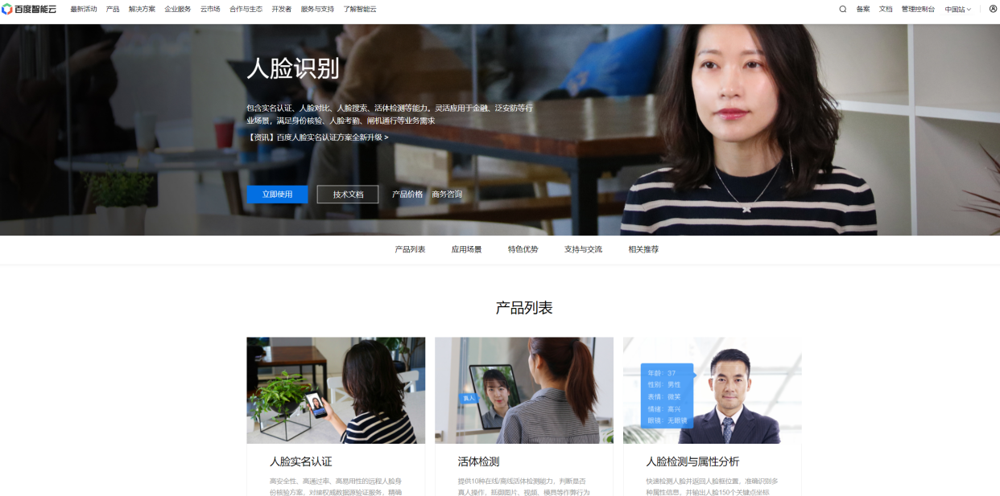 百度智能云
最新活动 产品 解决方案 企业服务 云市场 合作与生态 开发者 服务与支持 了解智能云
备案 文档 管理控制台 中国站
人脸识别
包含实名认证、人脸对比、人脸搜索、活体检测等能力。灵活应用于金融、泛安防等行
业场景，满足身份核验、人脸考勤、闸机通行等业务需求
【资讯】百度人脸实名认证方案全新升级 >
立即使用 技术文档 产品价格 商务咨询
产品列表 应用场景 特色优势 支持与交流 相关推荐
产品列表
真人
年龄：37
性别：男性
表情：微笑
情绪：高兴
眼镜：无眼镜
人脸实名认证
高安全性、高通过率、高易用性的远程人脸身
份核验方案，对接权威数据源验证服务，精确
活体检测
提供10种在线/离线活体检测能力，判断是否
真人操作，抵御图片、视频、模具等作弊行为
人脸检测与属性分析
快速检测人脸并返回人脸框位置，准确识别多
种属性信息，并输出人脸150个关键点坐标